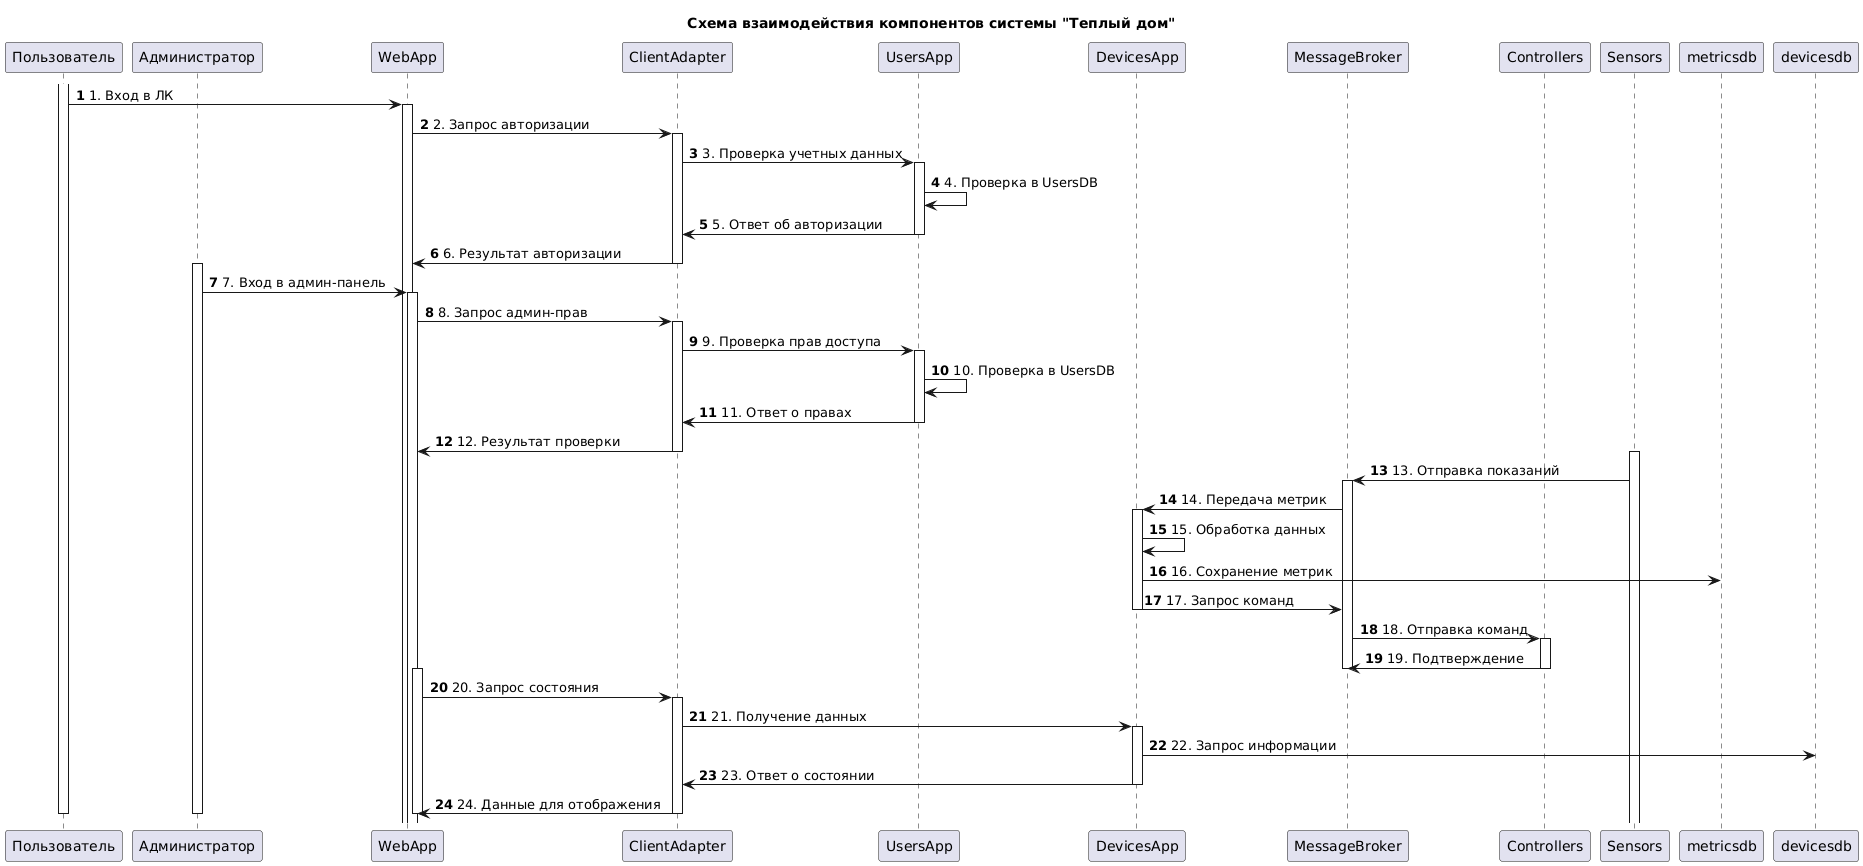 Схема взаимодействия компонентов системы "Теплый дом"
Пользователь Администратор WebApp ClientAdapter UsersApp DevicesApp MessageBroker Controllers Sensors metricsdb devicesdb
1 1. Вход в ЛК
2 2. Запрос авторизации
3 3. Проверка учетных данных
4 4. Проверка в UsersDB
5 5. Ответ об авторизации
6 6. Результат авторизации
7 7. Вход в админ-панель
8 8. Запрос админ-прав
9 9. Проверка прав доступа
10 10. Проверка в UsersDB
11 11. Ответ о правах
12 12. Результат проверки
13 13. Отправка показаний
14 14. Передача метрик
15 15. Обработка данных
16 16. Сохранение метрик
17 17. Запрос команд
18 18. Отправка команд
19 19. Подтверждение
20 20. Запрос состояния
21 21. Получение данных
22 22. Запрос информации
23 23. Ответ о состоянии
24 24. Данные для отображения
Пользователь Администратор WebApp ClientAdapter UsersApp DevicesApp MessageBroker Controllers Sensors metricsdb devicesdb